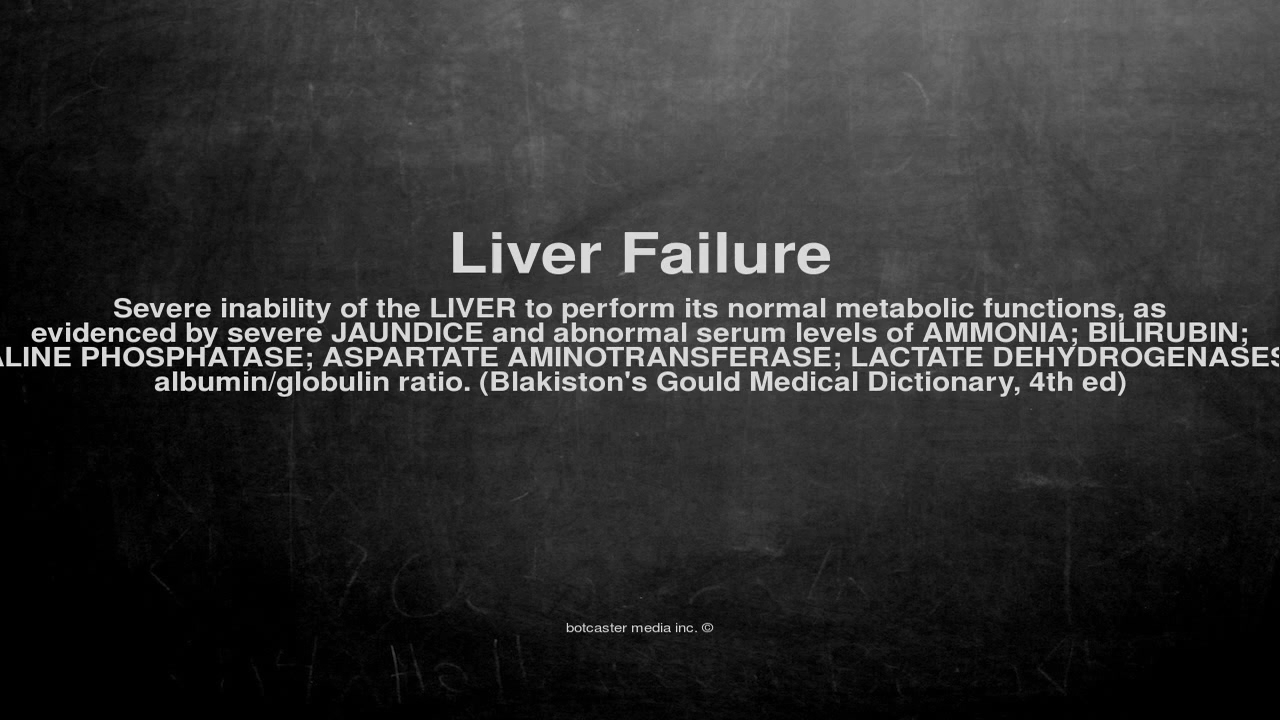 Liver Failure
Severe inability of the LIVER to perform its normal metabolic functions, as
evidenced by severe JAUNDICE and abnormal serum levels of AMMONIA; BILIRUBIN;
PHOSPHATASE; ASPARTATE AMINOTRANSFERASE; LACTATE DEHYDROGENASES
albumin/globulin ratio. (Blakiston's Gould Medical Dictionary, 4th ed)
botcaster media inc. ©